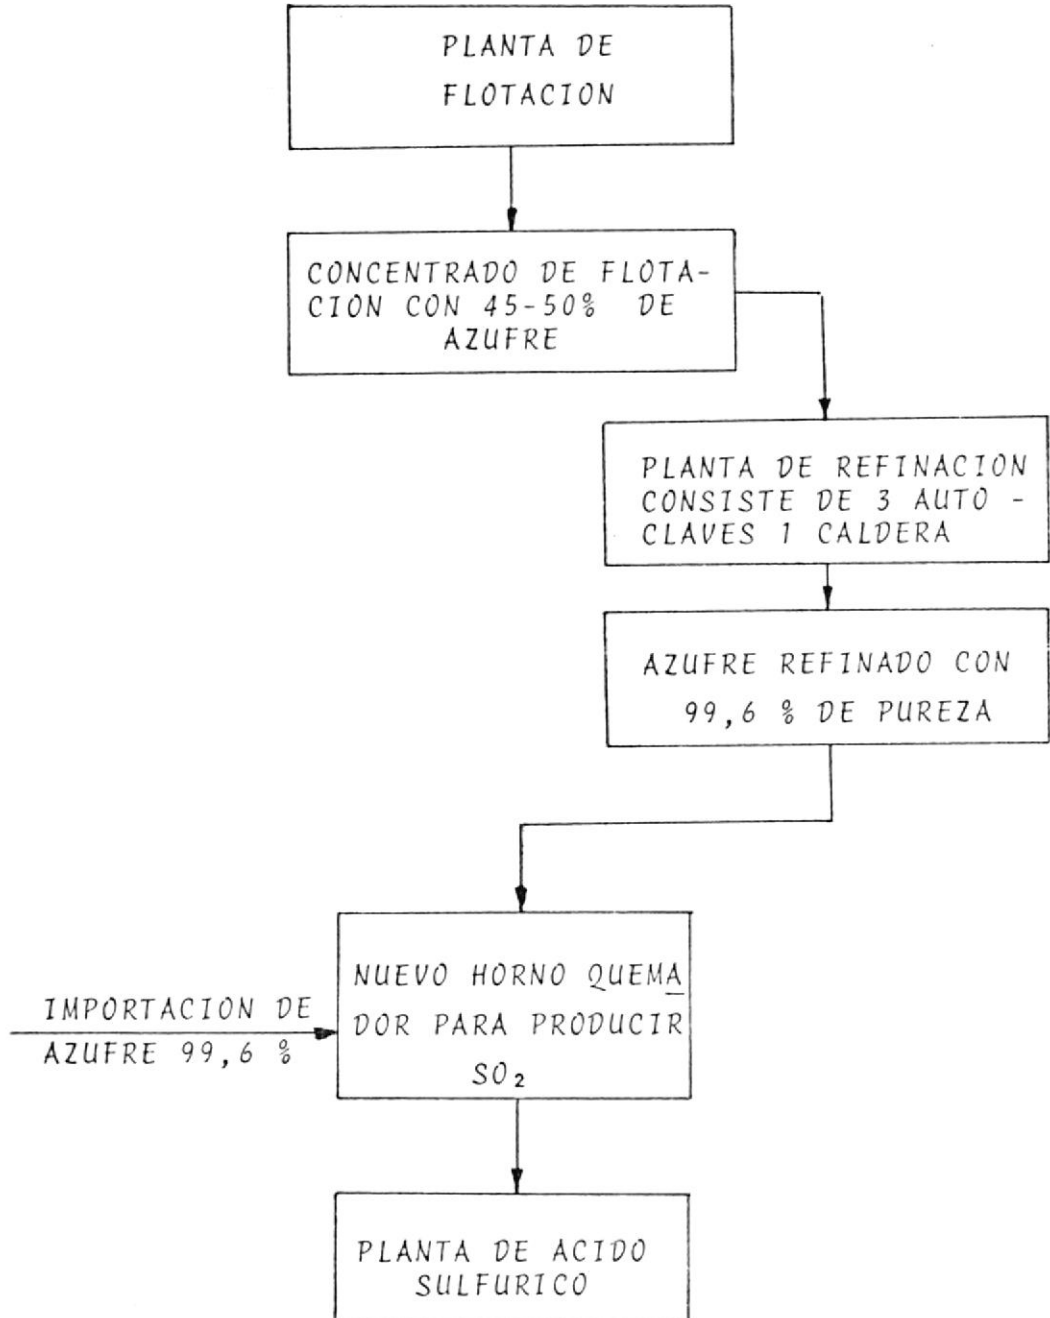 PLANTA DE
FLOTACION
CONCENTRADO DE FLOTA-
CION CON 45-50% DE
AZUFRE
PLANTA DE REFINACION
CONSISTE DE 3 AUTO -
CLAVES 1 CALDERA
AZUFRE REFINADO CON
99,6 % DE PUREZA
NUEVO HORNO QUEMA
DOR PARA PRODUCIR
SO₂
IMPORTACION DE
AZUFRE 99,6 %
PLANTA DE ACIDO
SULFURICO